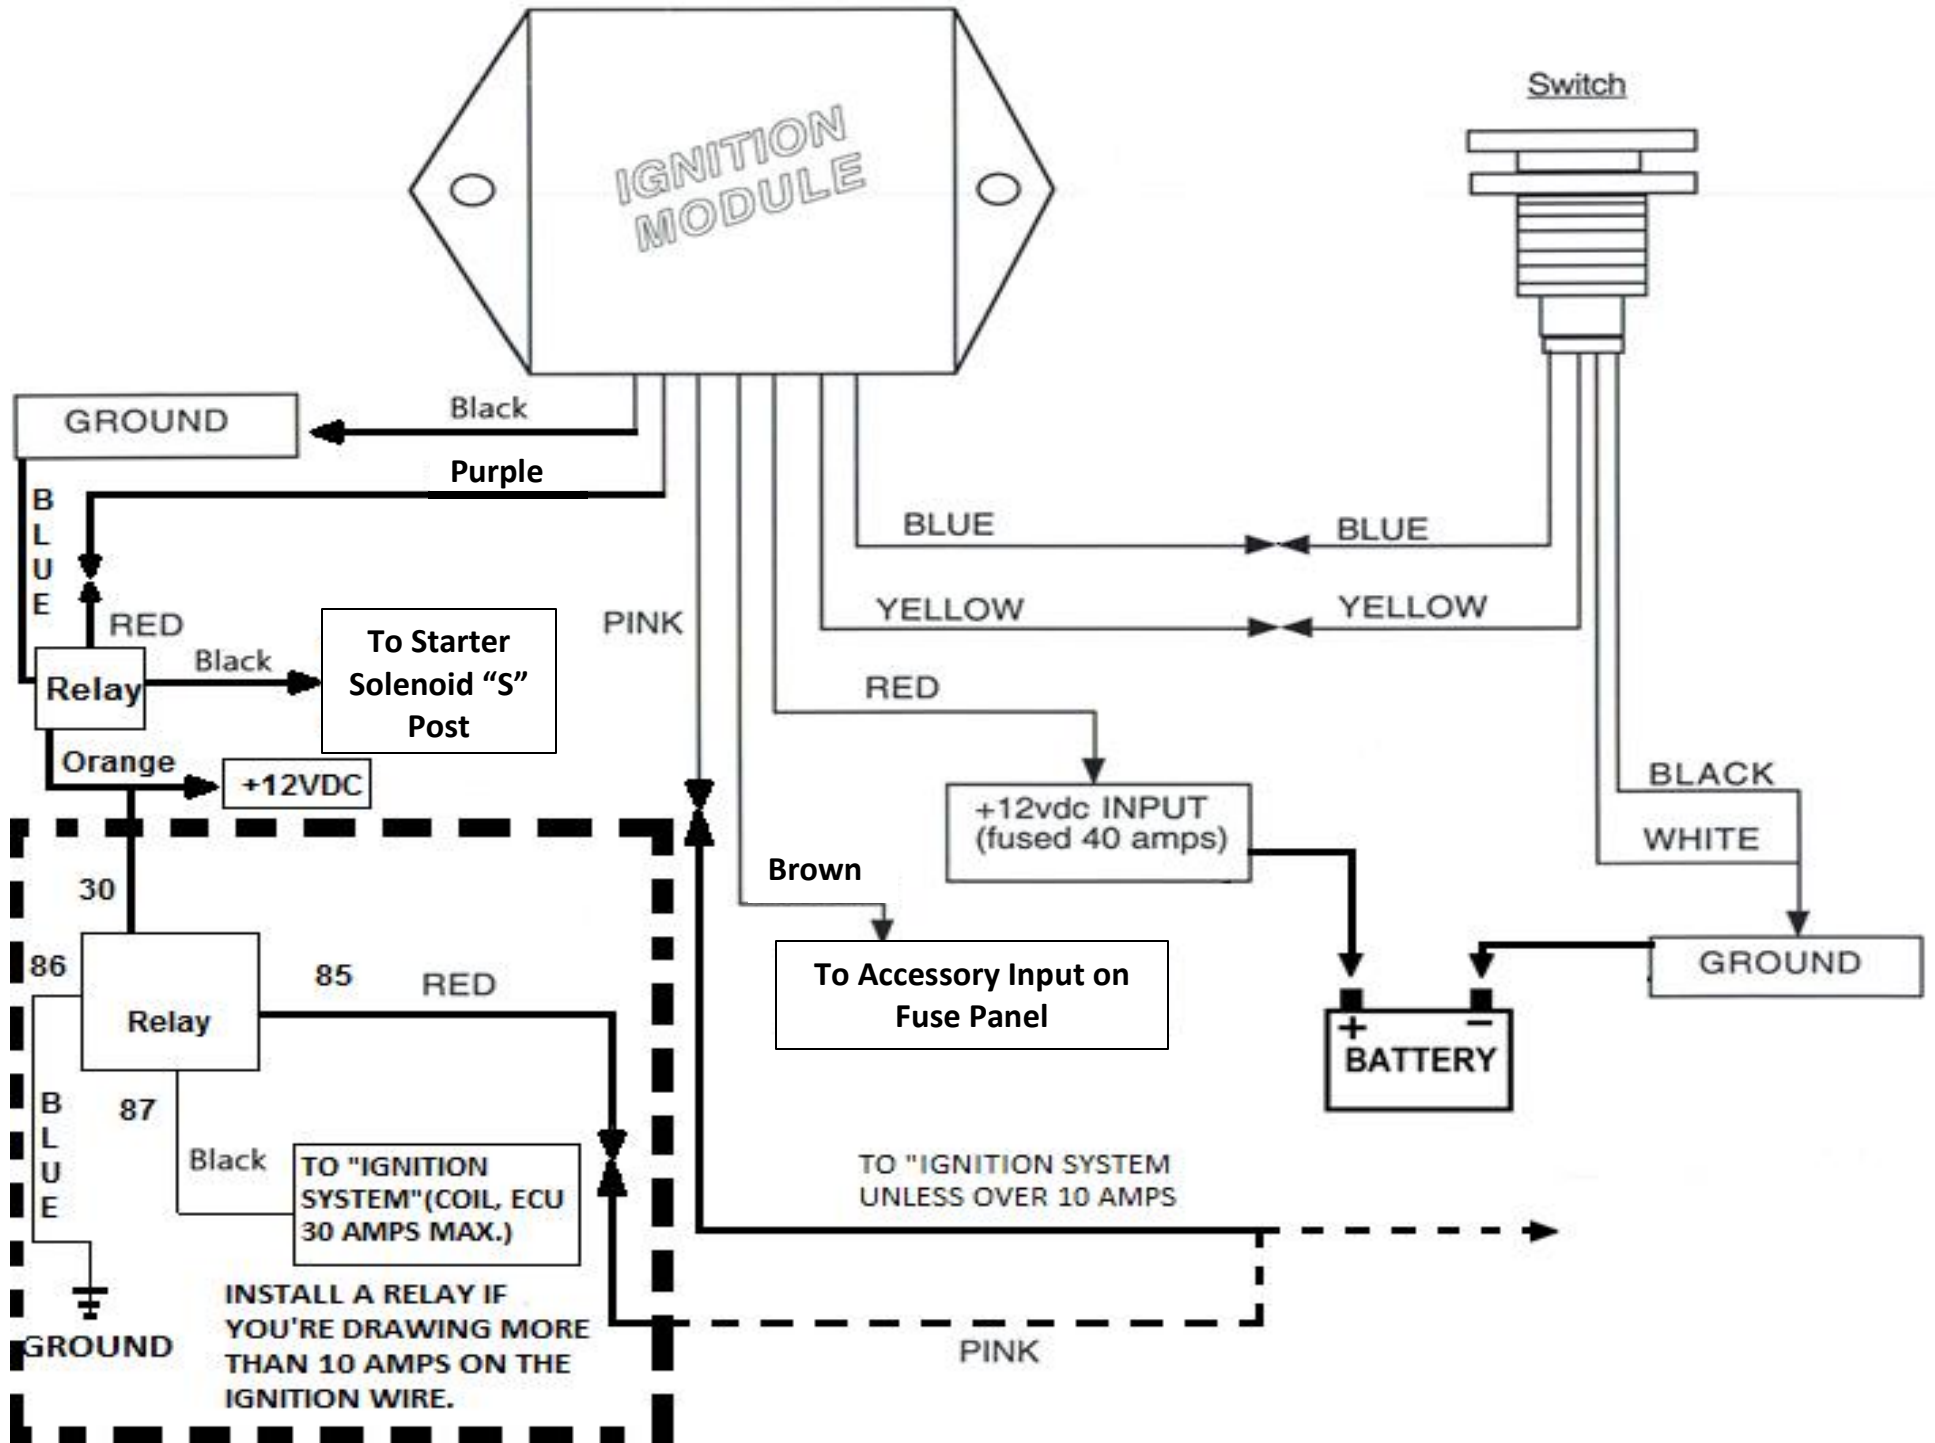 Switch
IGNITION
MODULE
GROUND
Black
Purple
B
L
U
E
RED
Relay
Black
To Starter
Solenoid “S”
Post
Orange
+12VDC
PINK
BLUE
BLUE
YELLOW
YELLOW
RED
+12vdc INPUT
(fused 40 amps)
Brown
To Accessory Input on
Fuse Panel
BLACK
WHITE
GROUND
+
−
BATTERY
30
86
85
RED
Relay
87
B
L
U
E
Black
TO "IGNITION
SYSTEM"(COIL, ECU
30 AMPS MAX.)
GROUND
INSTALL A RELAY IF
YOU'RE DRAWING MORE
THAN 10 AMPS ON THE
IGNITION WIRE.
TO "IGNITION SYSTEM
UNLESS OVER 10 AMPS
PINK